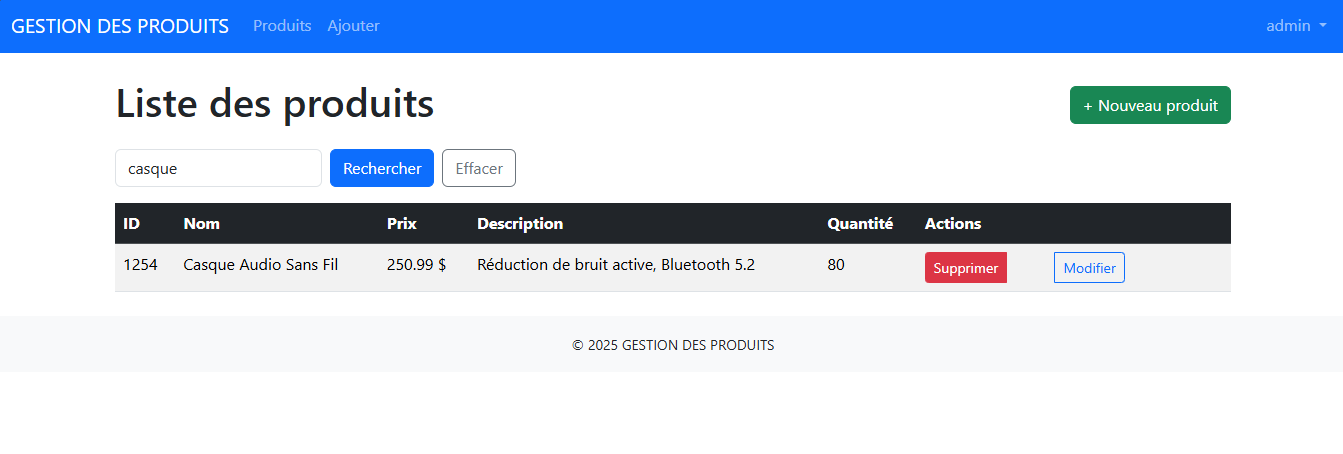 GESTION DES PRODUITS Produits Ajouter admin
Liste des produits + Nouveau produit
casque Rechercher Effacer
ID Nom Prix Description Quantité Actions
1254 Casque Audio Sans Fil 250.99 $ Réduction de bruit active, Bluetooth 5.2 80 Supprimer Modifier
© 2025 GESTION DES PRODUITS